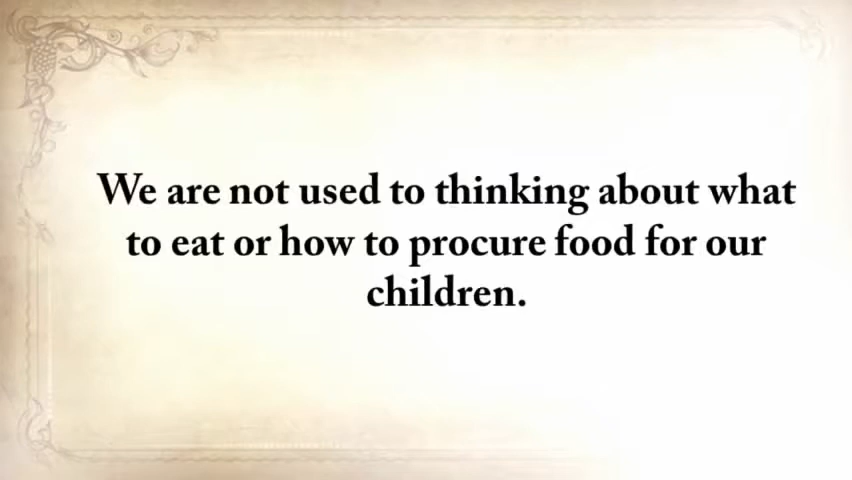 We are not used to thinking about what
to eat or how to procure food for our
children.